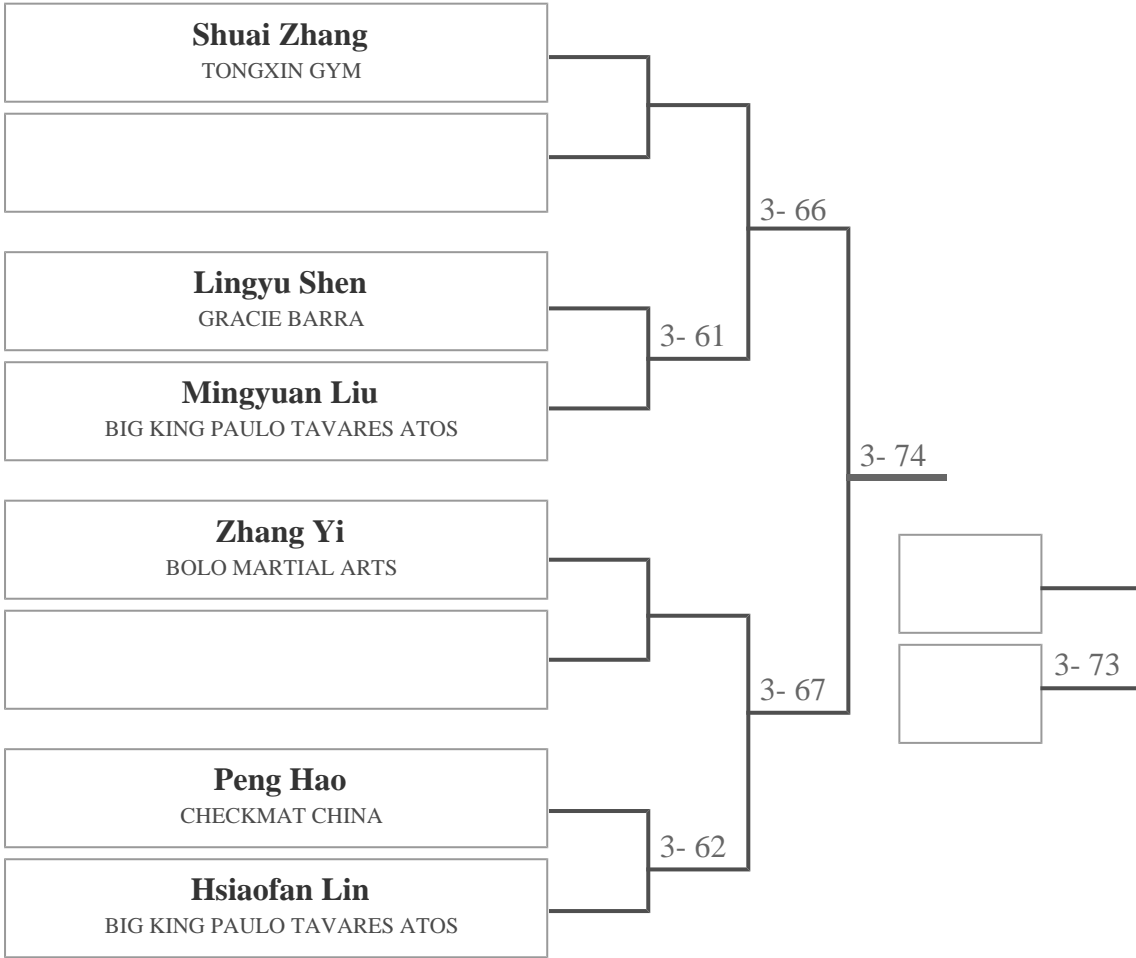 Shuai Zhang
TONGXIN GYM
3- 66
Lingyu Shen
GRACIE BARRA
3- 61
Mingyuan Liu
BIG KING PAULO TAVARES ATOS
3- 74
Zhang Yi
BOLO MARTIAL ARTS
3- 73
3- 67
Peng Hao
CHECKMAT CHINA
3- 62
Hsiaofan Lin
BIG KING PAULO TAVARES ATOS